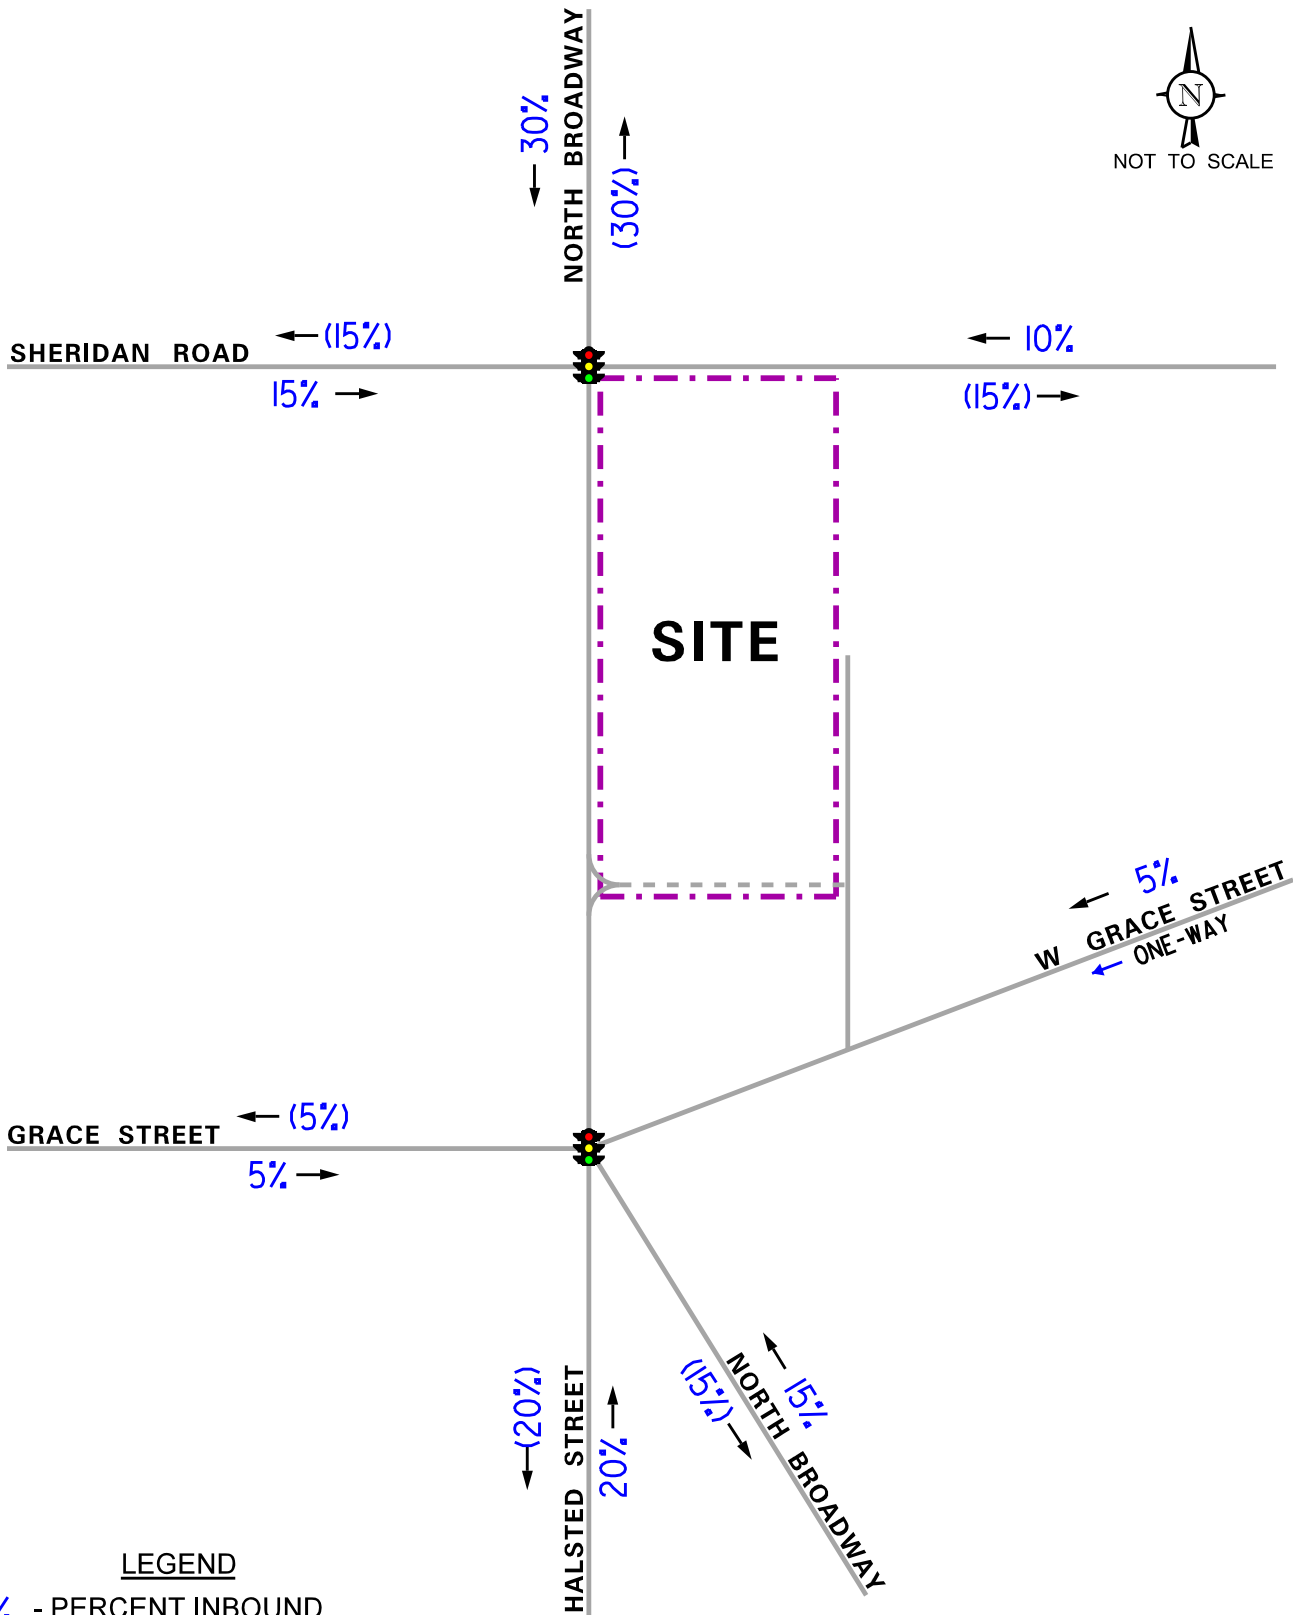 NORTH BROADWAY
30%
(30%)
N
NOT TO SCALE
SHERIDAN ROAD
(15%)
15%
10%
(15%)
SITE
5%
W GRACE STREET
ONE-WAY
GRACE STREET
(5%)
5%
(20%)
HALSTED STREET
20%
(15%)
15%
NORTH BROADWAY
LEGEND
% - PERCENT INBOUND